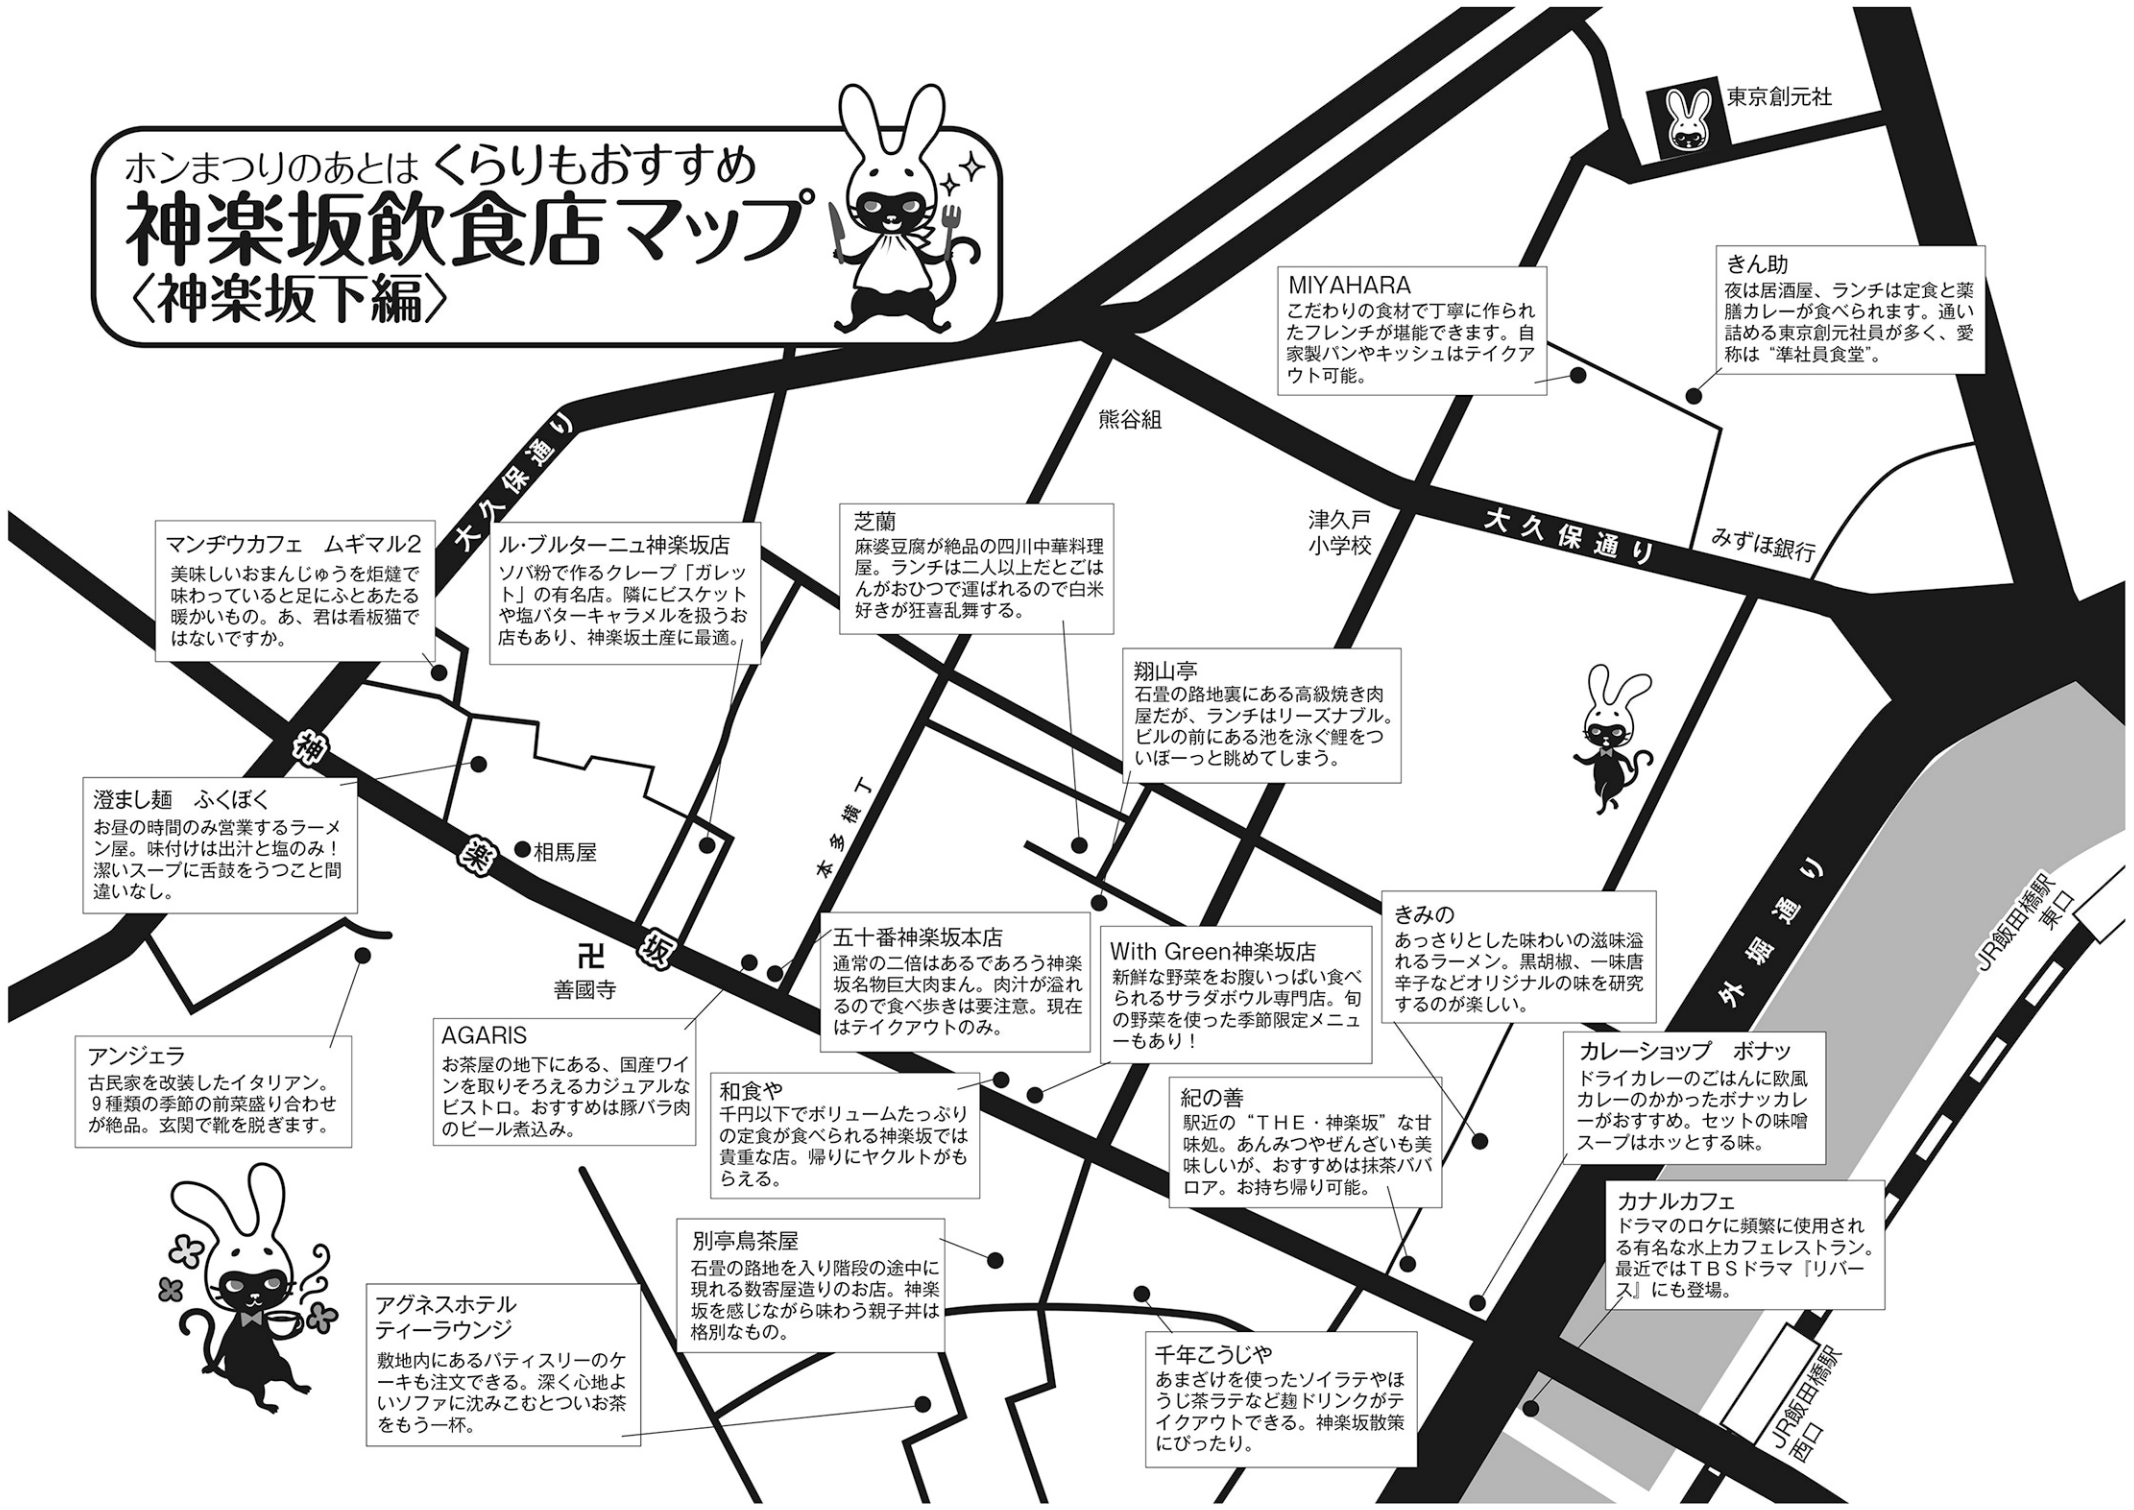 ホンまつりのあとは くらりもおすすめ
神楽坂飲食店マップ
〈神楽坂下編〉
東京創元社
MIYAHARA
こだわりの食材で丁寧に作られ
たフレンチが堪能できます。自
家製パンやキッシュはテイクア
ウト可能。
きん助
夜は居酒屋、ランチは定食と薬
膳カレーが食べられます。通い
詰める東京創元社員が多く、愛
称は“準社員食堂”。
熊谷組
大久保通り
津久戸
小学校
大久保通り
みずほ銀行
マンヂウカフェ　ムギマル2
美味しいおまんじゅうを炬燵で
味わっていると足にふとあたる
暖かいもの。あ、君は看板猫で
はないですか。
ル・ブルターニュ神楽坂店
ソバ粉で作るクレープ「ガレッ
ト」の有名店。隣にビスケット
や塩バターキャラメルを扱うお
店もあり、神楽坂土産に最適。
芝蘭
麻婆豆腐が絶品の四川中華料理
屋。ランチは二人以上だとごは
んがおひつで運ばれるので白米
好きが狂喜乱舞する。
翔山亭
石畳の路地裏にある高級焼き肉
屋だが、ランチはリーズナブル。
ビルの前にある池を泳ぐ鯉をつ
いぼーっと眺めてしまう。
神楽坂
澄まし麺　ふくぼく
お昼の時間のみ営業するラーメ
ン屋。味付けは出汁と塩のみ！
潔いスープに舌鼓をうつこと間
違いなし。
相馬屋
本多横丁
卍
善國寺
五十番神楽坂本店
通常の二倍はあるであろう神楽
坂名物巨大肉まん。肉汁が溢れ
るので食べ歩きは要注意。現在
はテイクアウトのみ。
With Green神楽坂店
新鮮な野菜をお腹いっぱい食べ
られるサラダボウル専門店。旬
の野菜を使った季節限定メニュ
ーもあり！
きみの
あっさりとした味わいの滋味溢
れるラーメン。黒胡椒、一味唐
辛子などオリジナルの味を研究
するのが楽しい。
外堀通り
JR飯田橋駅
東口
アンジェラ
古民家を改装したイタリアン。
９種類の季節の前菜盛り合わせ
が絶品。玄関で靴を脱ぎます。
AGARIS
お茶屋の地下にある、国産ワイ
ンを取りそろえるカジュアルな
ビストロ。おすすめは豚バラ肉
のビール煮込み。
和食や
千円以下でボリュームたっぷり
の定食が食べられる神楽坂では
貴重な店。帰りにヤクルトがも
らえる。
紀の善
駅近の“ＴＨＥ・神楽坂”な甘
味処。あんみつやぜんざいも美
味しいが、おすすめは抹茶ババ
ロア。お持ち帰り可能。
カレーショップ　ボナッ
ドライカレーのごはんに欧風
カレーのかかったボナッカレ
ーがおすすめ。セットの味噌
スープはホッとする味。
カナルカフェ
ドラマのロケに頻繁に使用され
る有名な水上カフェレストラン。
最近ではＴＢＳドラマ『リバー
ス』にも登場。
別亭鳥茶屋
石畳の路地を入り階段の途中に
現れる数寄屋造りのお店。神楽
坂を感じながら味わう親子丼は
格別なもの。
アグネスホテル
ティーラウンジ
敷地内にあるパティスリーのケ
ーキも注文できる。深く心地よ
いソファに沈みこむとついお茶
をもう一杯。
千年こうじや
あまざけを使ったソイラテやほ
うじ茶ラテなど麹ドリンクがテ
イクアウトできる。神楽坂散策
にぴったり。
JR飯田橋駅
西口